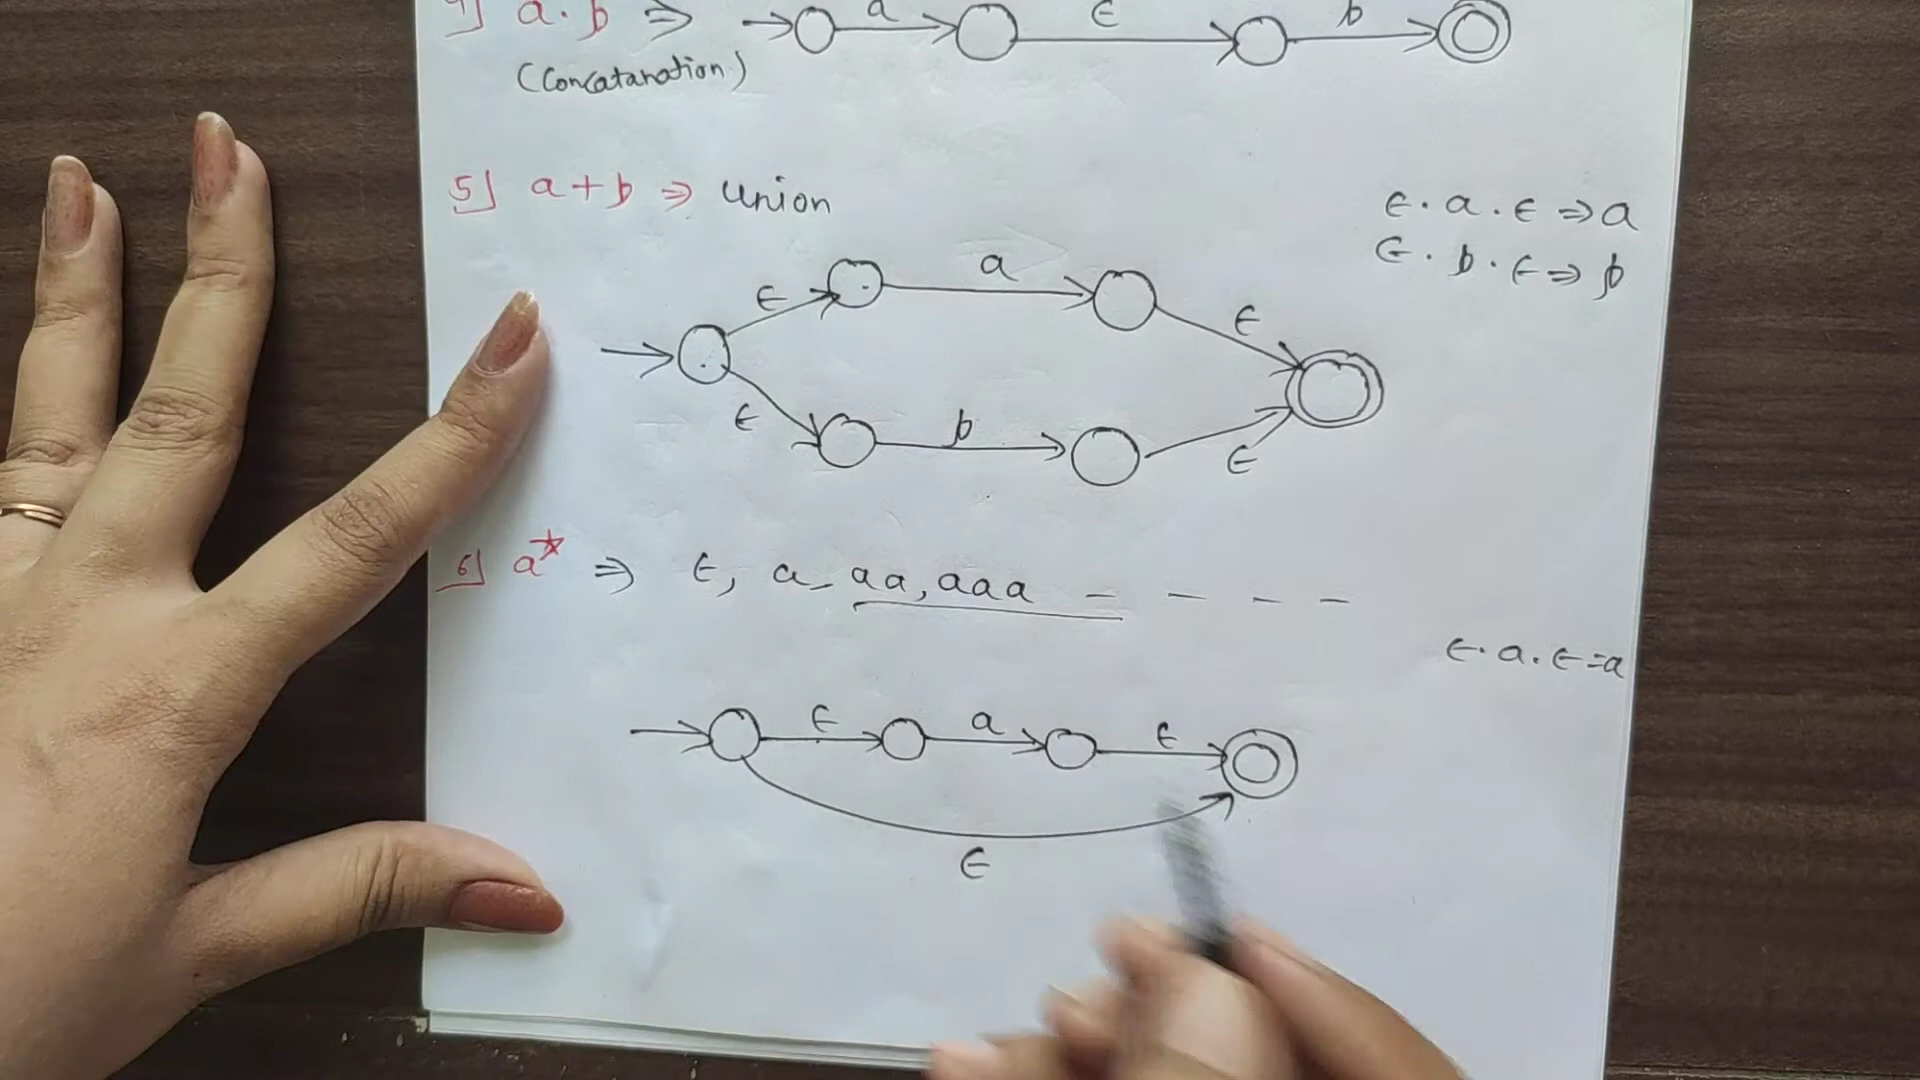 4] a.b ⇒ a ϵ b
(Concatanation)
5] a+b ⇒ Union
ϵ.a.ϵ ⇒ a
ϵ.b.ϵ ⇒ b
ϵ a ϵ
ϵ b ϵ
6] a* ⇒ ϵ, a, aa, aaa - - - -
ϵ.a.ϵ=a
ϵ a ϵ
ϵ